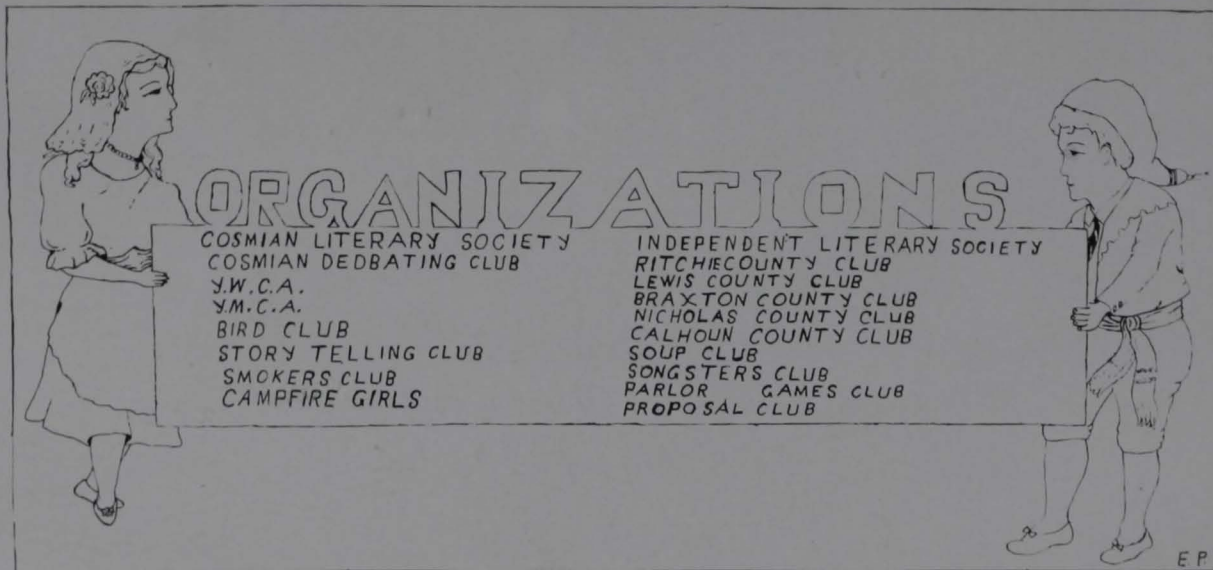 ORGANIZATIONS
COSMIAN LITERARY SOCIETY
COSMIAN DEDBATING CLUB
Y.W.C.A.
Y.M.C.A.
BIRD CLUB
STORY TELLING CLUB
SMOKERS CLUB
CAMPFIRE GIRLS
INDEPENDENT LITERARY SOCIETY
RITCHIECOUNTY CLUB
LEWIS COUNTY CLUB
BRAXTON COUNTY CLUB
NICHOLAS COUNTY CLUB
CALHOUN COUNTY CLUB
SOUP CLUB
SONGSTERS CLUB
PARLOR GAMES CLUB
PROPOSAL CLUB
E P.